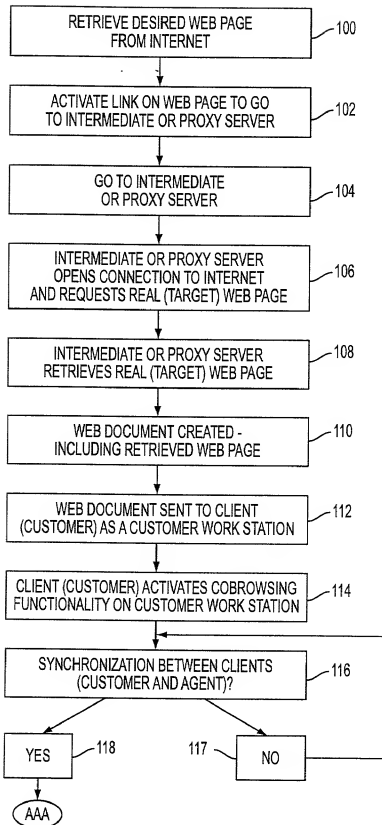 RETRIEVE DESIRED WEB PAGE
FROM INTERNET
100
ACTIVATE LINK ON WEB PAGE TO GO
TO INTERMEDIATE OR PROXY SERVER
102
GO TO INTERMEDIATE
OR PROXY SERVER
104
INTERMEDIATE OR PROXY SERVER
OPENS CONNECTION TO INTERNET
AND REQUESTS REAL (TARGET) WEB PAGE
106
INTERMEDIATE OR PROXY SERVER
RETRIEVES REAL (TARGET) WEB PAGE
108
WEB DOCUMENT CREATED -
INCLUDING RETRIEVED WEB PAGE
110
WEB DOCUMENT SENT TO CLIENT
(CUSTOMER) AS A CUSTOMER WORK STATION
112
CLIENT (CUSTOMER) ACTIVATES COBROWSING
FUNCTIONALITY ON CUSTOMER WORK STATION
114
SYNCHRONIZATION BETWEEN CLIENTS
(CUSTOMER AND AGENT)?
116
YES
118
117
NO
AAA